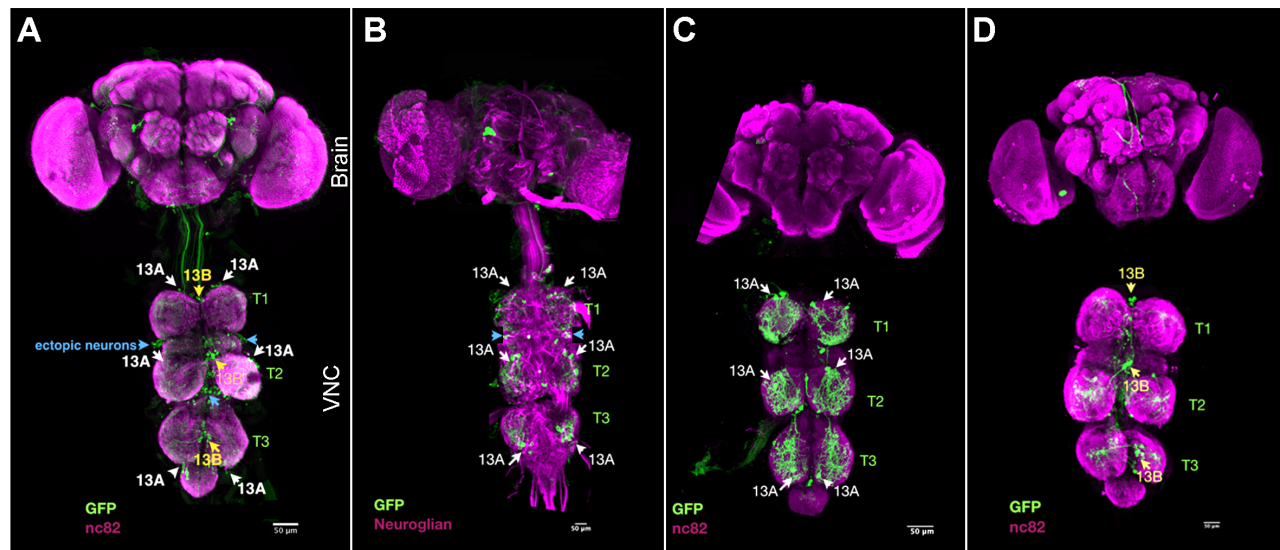 A
B
C
D
Brain
VNC
13A
13B
13A
T1
ectopic neurons
13A
13A
T2
13B
T3
13B
13A
13A
GFP
nc82
50 μm
13A
13A
T1
13A
13A
T2
T3
13A
13A
GFP
Neuroglian
50 μm
13A
13A
T1
13A
13A
T2
T3
13A
13A
GFP
nc82
50 μm
13B
T1
13B
T2
T3
13B
GFP
nc82
50 μm